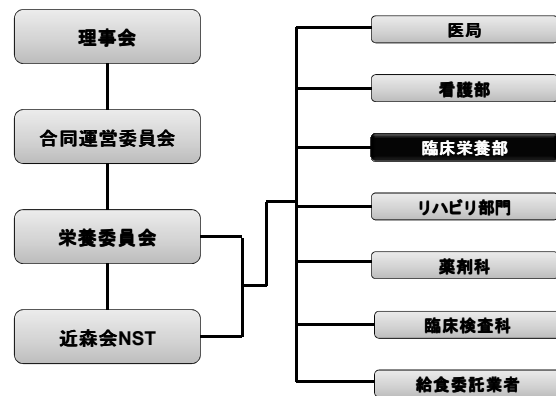 理事会
合同運営委員会
栄養委員会
近森会NST
医局
看護部
臨床栄養部
リハビリ部門
薬剤科
臨床検査科
給食委託業者